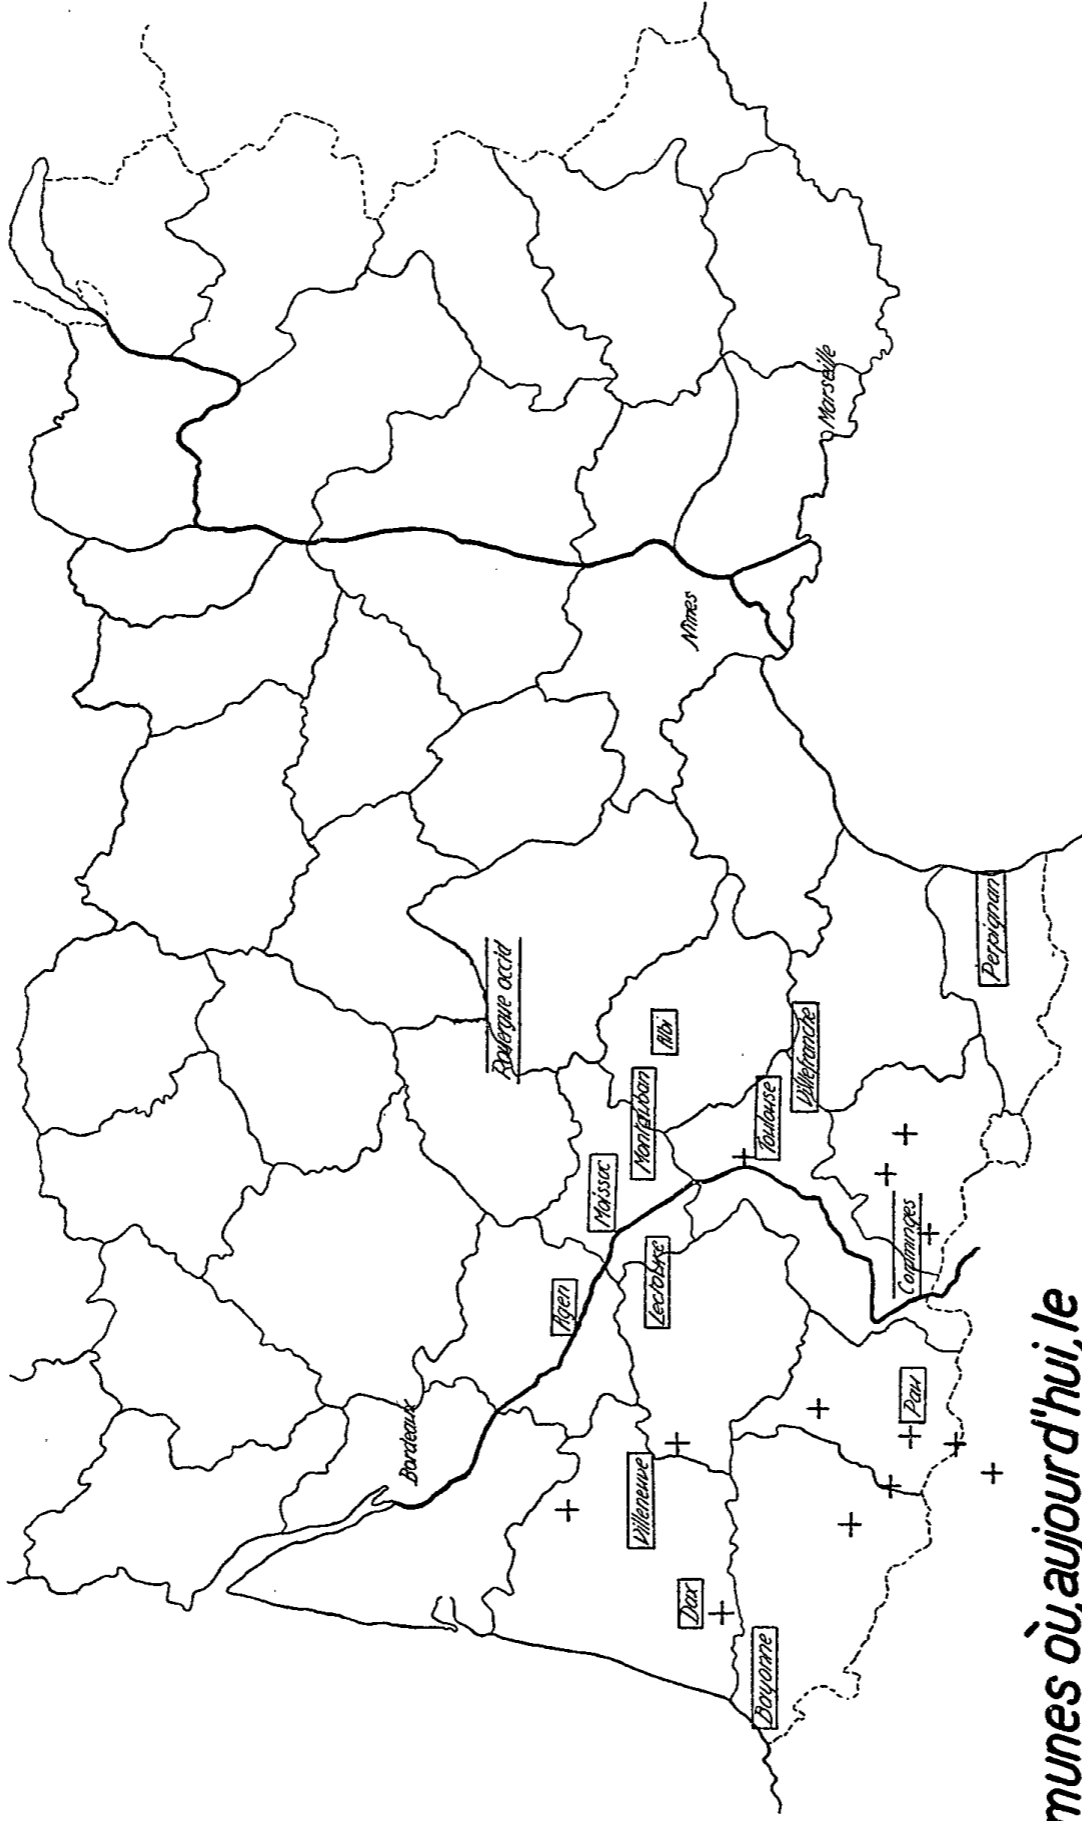 Bordeaux
Rouergue occid
Agen
Moissac
Villeneuve
Lectoure
Montauban
Albi
Dax
Nîmes
Bayonne
Toulouse
Villefranche
Marseille
Pau
Comminges
Perpignan
munes où, aujourd'hui, le